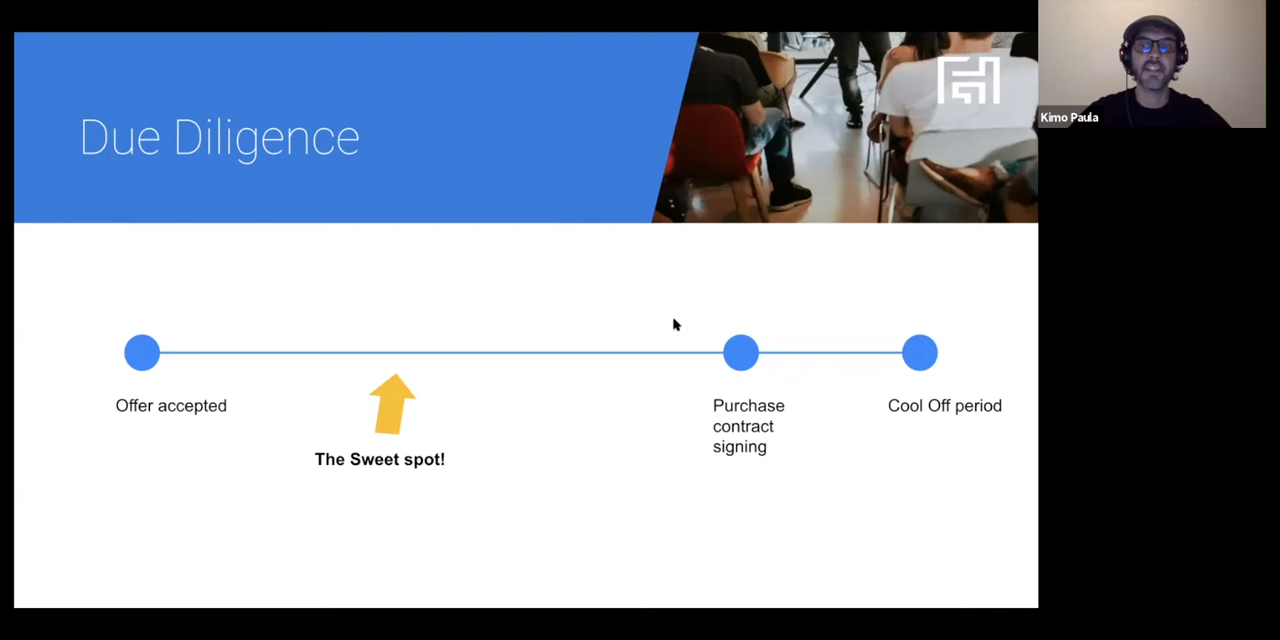 Due Diligence
Kimo Paula
Offer accepted
The Sweet spot!
Purchase
contract
signing
Cool Off period